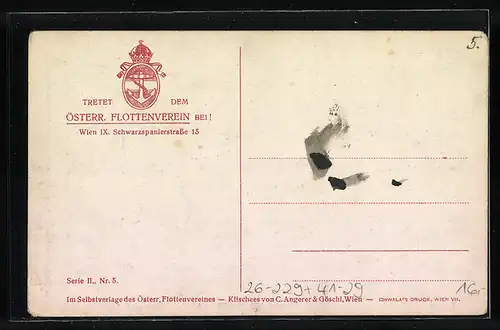 5.
TRETET DEM
ÖSTERR. FLOTTENVEREIN BEI!
Wien IX. Schwarzspanierstraße 15
Serie II., Nr. 5.
26-229+41-29
16,-
Im Selbstverlage des Österr. Flottenvereines — Klischees von C. Angerer & Göschl, Wien — CHWALA'S DRUCK, WIEN VII.